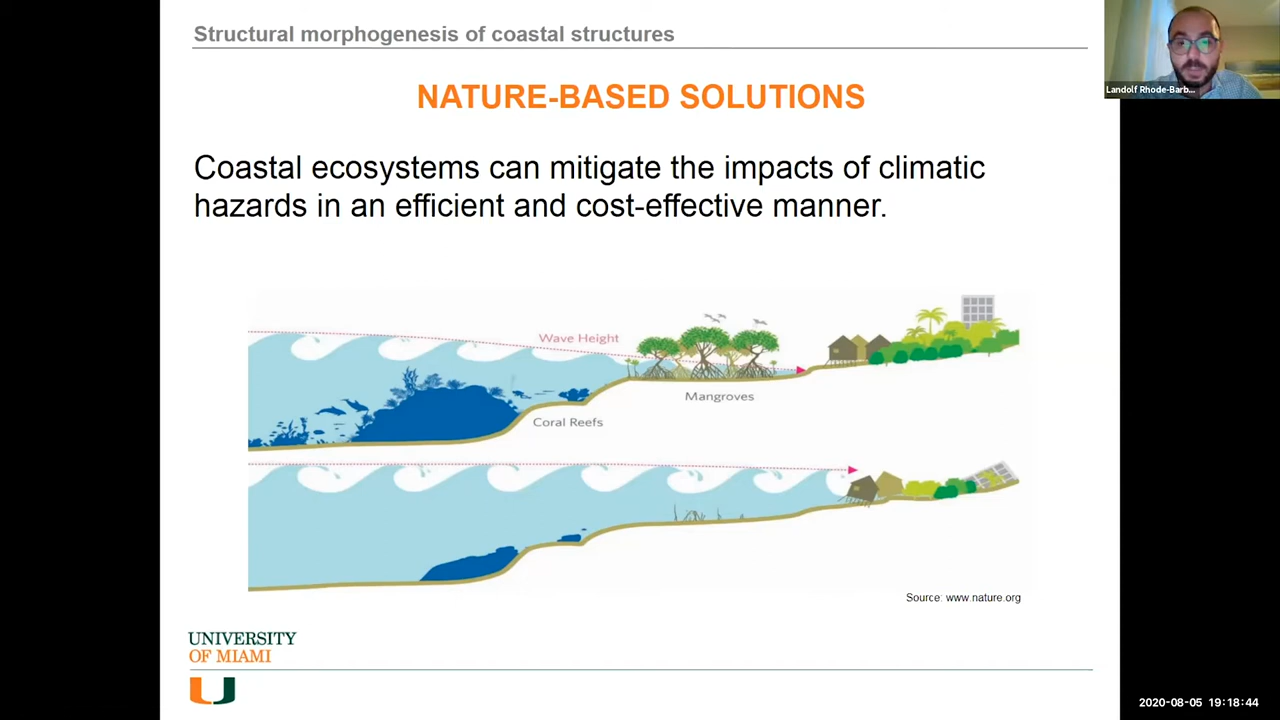 Structural morphogenesis of coastal structures
Landolf Rhode-Barb...
NATURE-BASED SOLUTIONS
Coastal ecosystems can mitigate the impacts of climatic
hazards in an efficient and cost-effective manner.
Wave Height
Mangroves
Coral Reefs
Source: www.nature.org
UNIVERSITY
OF MIAMI
2020-08-05 19:18:44